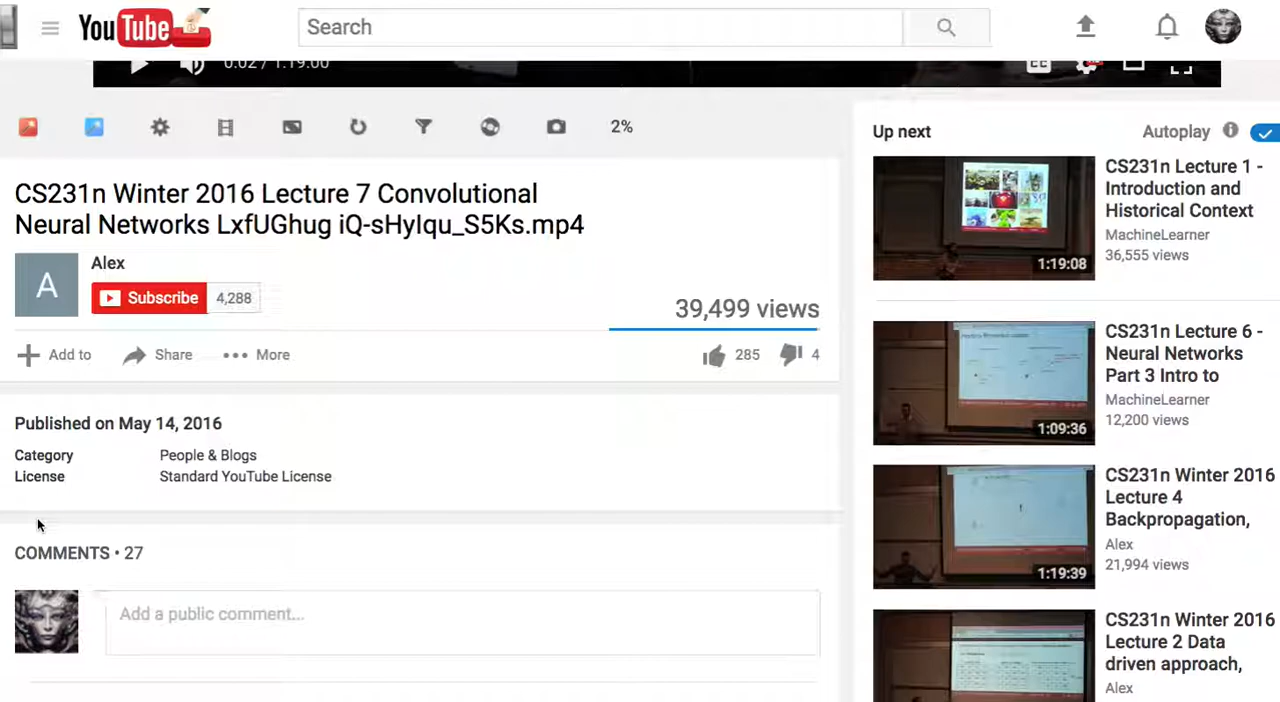 YouTube
Search
0:02 / 1:19:00
CC
2%
CS231n Winter 2016 Lecture 7 Convolutional
Neural Networks LxfUGhug iQ-sHyIqu_S5Ks.mp4
A
Alex
Subscribe 4,288
39,499 views
Add to Share More 285 4
Published on May 14, 2016
Category People & Blogs
License Standard YouTube License
COMMENTS • 27
Add a public comment...
Up next Autoplay
1:19:08
CS231n Lecture 1 -
Introduction and
Historical Context
MachineLearner
36,555 views
1:09:36
CS231n Lecture 6 -
Neural Networks
Part 3 Intro to
MachineLearner
12,200 views
1:19:39
CS231n Winter 2016
Lecture 4
Backpropagation,
Alex
21,994 views
CS231n Winter 2016
Lecture 2 Data
driven approach,
Alex